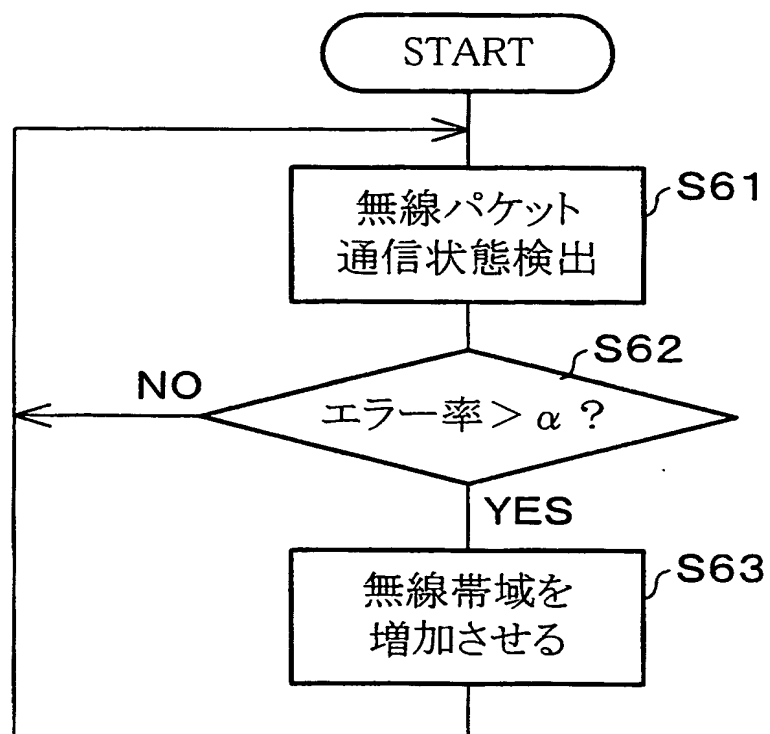 START
無線パケット
通信状態検出
S61
S62
NO
エラー率>α?
YES
無線帯域を
増加させる
S63